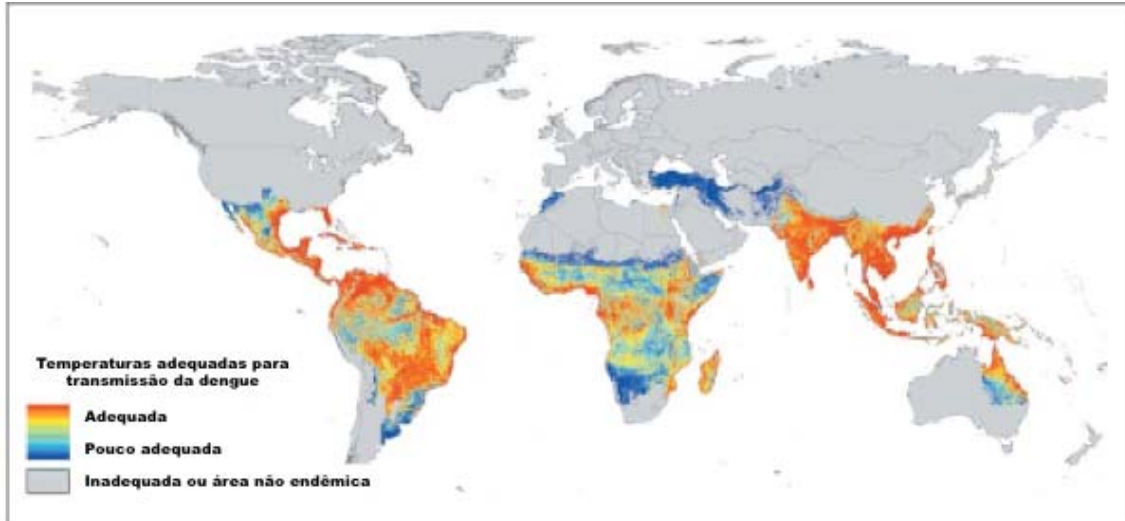 Temperaturas adequadas para
transmissão da dengue
Adequada
Pouco adequada
Inadequada ou área não endêmica